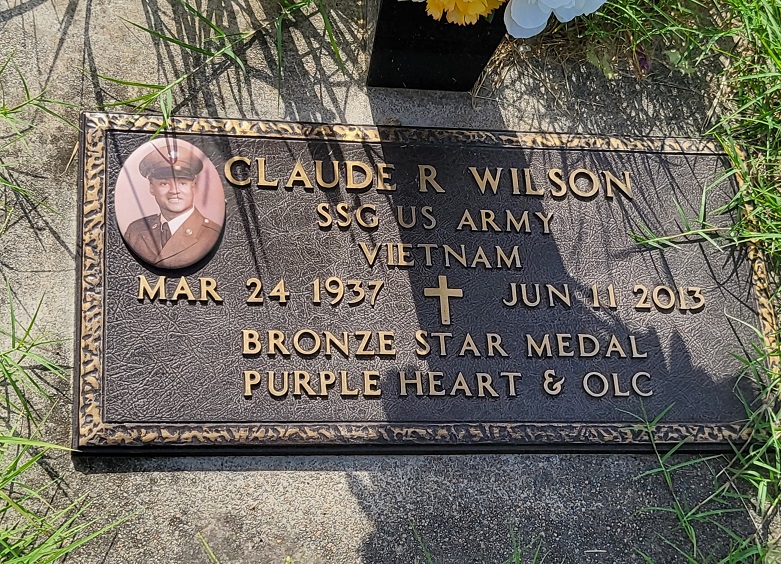 CLAUDE R WILSON
SSG US ARMY
VIETNAM
MAR 24 1937 JUN 11 2013
BRONZE STAR MEDAL
PURPLE HEART & OLC